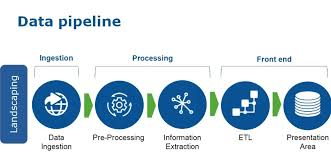 Data pipeline
Ingestion
Processing
Front end
Landscaping
Data
Ingestion
Pre-Processing
Information
Extraction
ETL
Presentation
Area